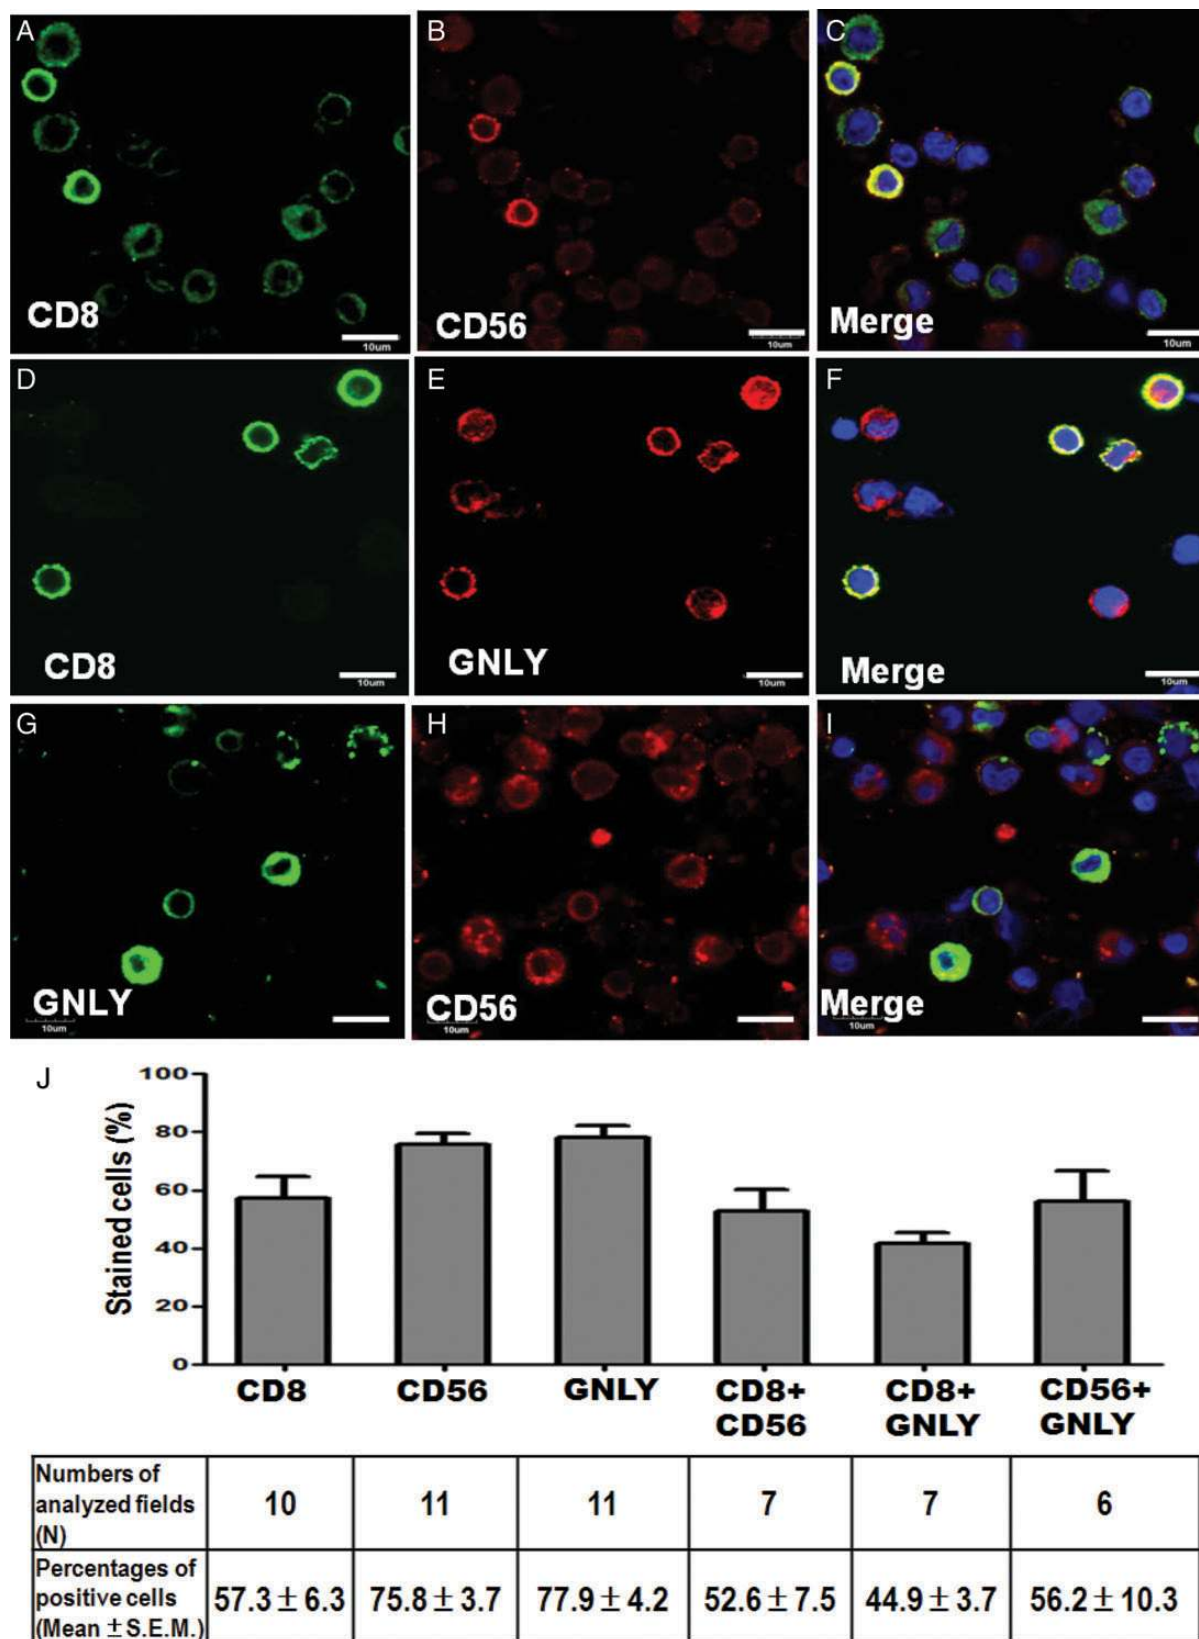 A
B
C
CD8
CD56
Merge
10um
10um
10um
D
E
F
CD8
GNLY
Merge
10um
10um
10um
G
H
I
GNLY
CD56
Merge
10um
10um
10um
J
Stained cells (%)
100
80
60
40
20
0
CD8
CD56
GNLY
CD8+
CD56
CD8+
GNLY
CD56+
GNLY
Numbers of
analyzed fields
(N)
10
11
11
7
7
6
Percentages of
positive cells
(Mean ± S.E.M.)
57.3 ± 6.3
75.8 ± 3.7
77.9 ± 4.2
52.6 ± 7.5
44.9 ± 3.7
56.2 ± 10.3